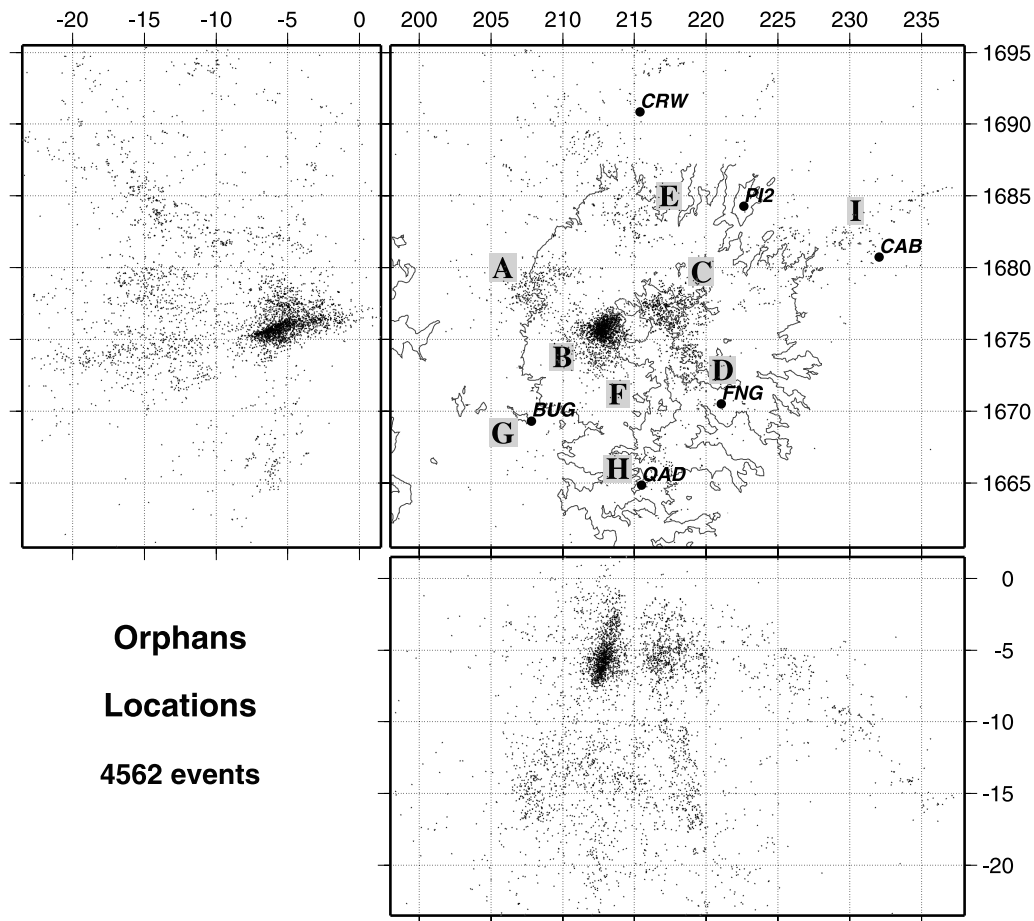 -20 -15 -10 -5 0 200 205 210 215 220 225 230 235
1695
CRW
1690
E
PI2
1685
I
CAB
A
C
1680
B
1675
D
F
FNG
BUG
1670
G
H
QAD
1665
0
Orphans
-5
Locations
-10
4562 events
-15
-20